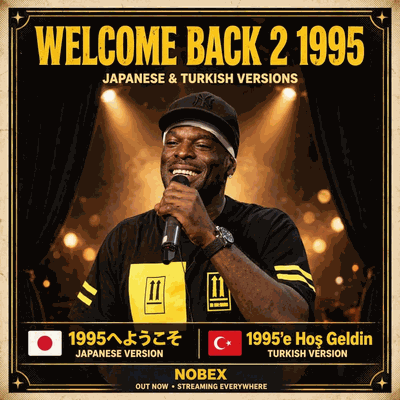 WELCOME BACK 2 1995
JAPANESE & TURKISH VERSIONS
1995へようこそ
JAPANESE VERSION
1995'e Hoş Geldin
TURKISH VERSION
NOBEX
OUT NOW • STREAMING EVERYWHERE